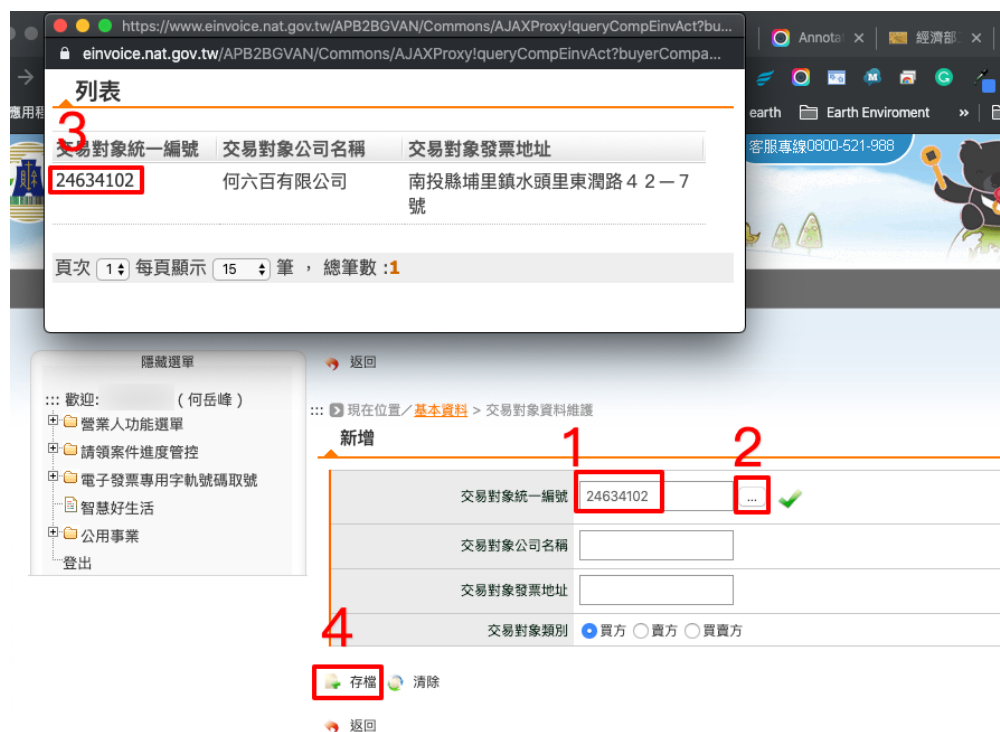 https://www.einvoice.nat.gov.tw/APB2BGVAN/Commons/AJAXProxy!queryCompEinvAct?bu...
einvoice.nat.gov.tw/APB2BGVAN/Commons/AJAXProxy!queryCompEinvAct?buyerCompa...
Annota
經濟部
earth
Earth Enviroment
»
應用程
列表
3
交易對象統一編號 交易對象公司名稱 交易對象發票地址
24634102 何六百有限公司 南投縣埔里鎮水頭里東潤路４２－７
號
頁次 1 每頁顯示 15 筆 ， 總筆數 :1
客服專線0800-521-988
隱藏選單
::: 歡迎: ( 何岳峰 )
營業人功能選單
請領案件進度管控
電子發票專用字軌號碼取號
智慧好生活
公用事業
登出
返回
::: 現在位置／基本資料 > 交易對象資料維護
新增
1
2
交易對象統一編號 24634102 ...
交易對象公司名稱
交易對象發票地址
4
交易對象類別 買方 賣方 買賣方
存檔 清除
返回